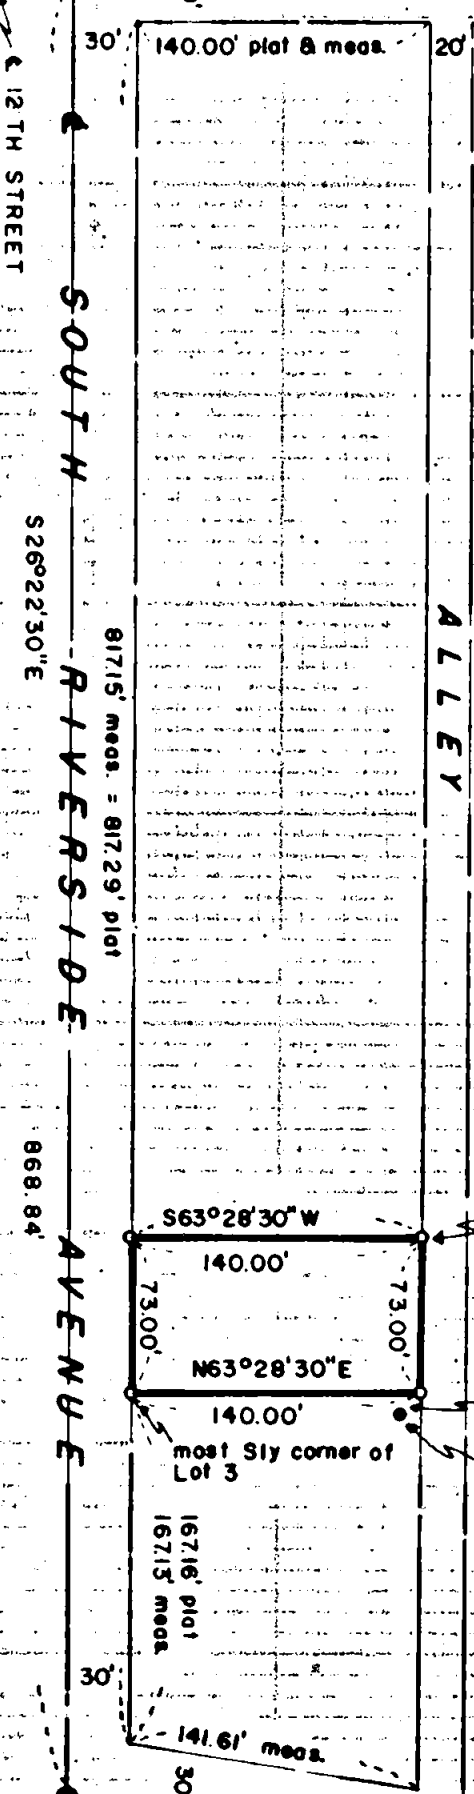 30' 140.00' plat & meas. 20'
℄ 12TH STREET
℄ SOUTH RIVERSIDE AVENUE
S26°22'30"E
868.84'
817.15' meas. = 817.29' plat
ALLEY
S63°28'30"W
140.00'
73.00'
73.00'
N63°28'30"E
140.00'
most Sly corner of
Lot 3
167.16' plat
167.13' meas.
30'
141.61' meas.
30